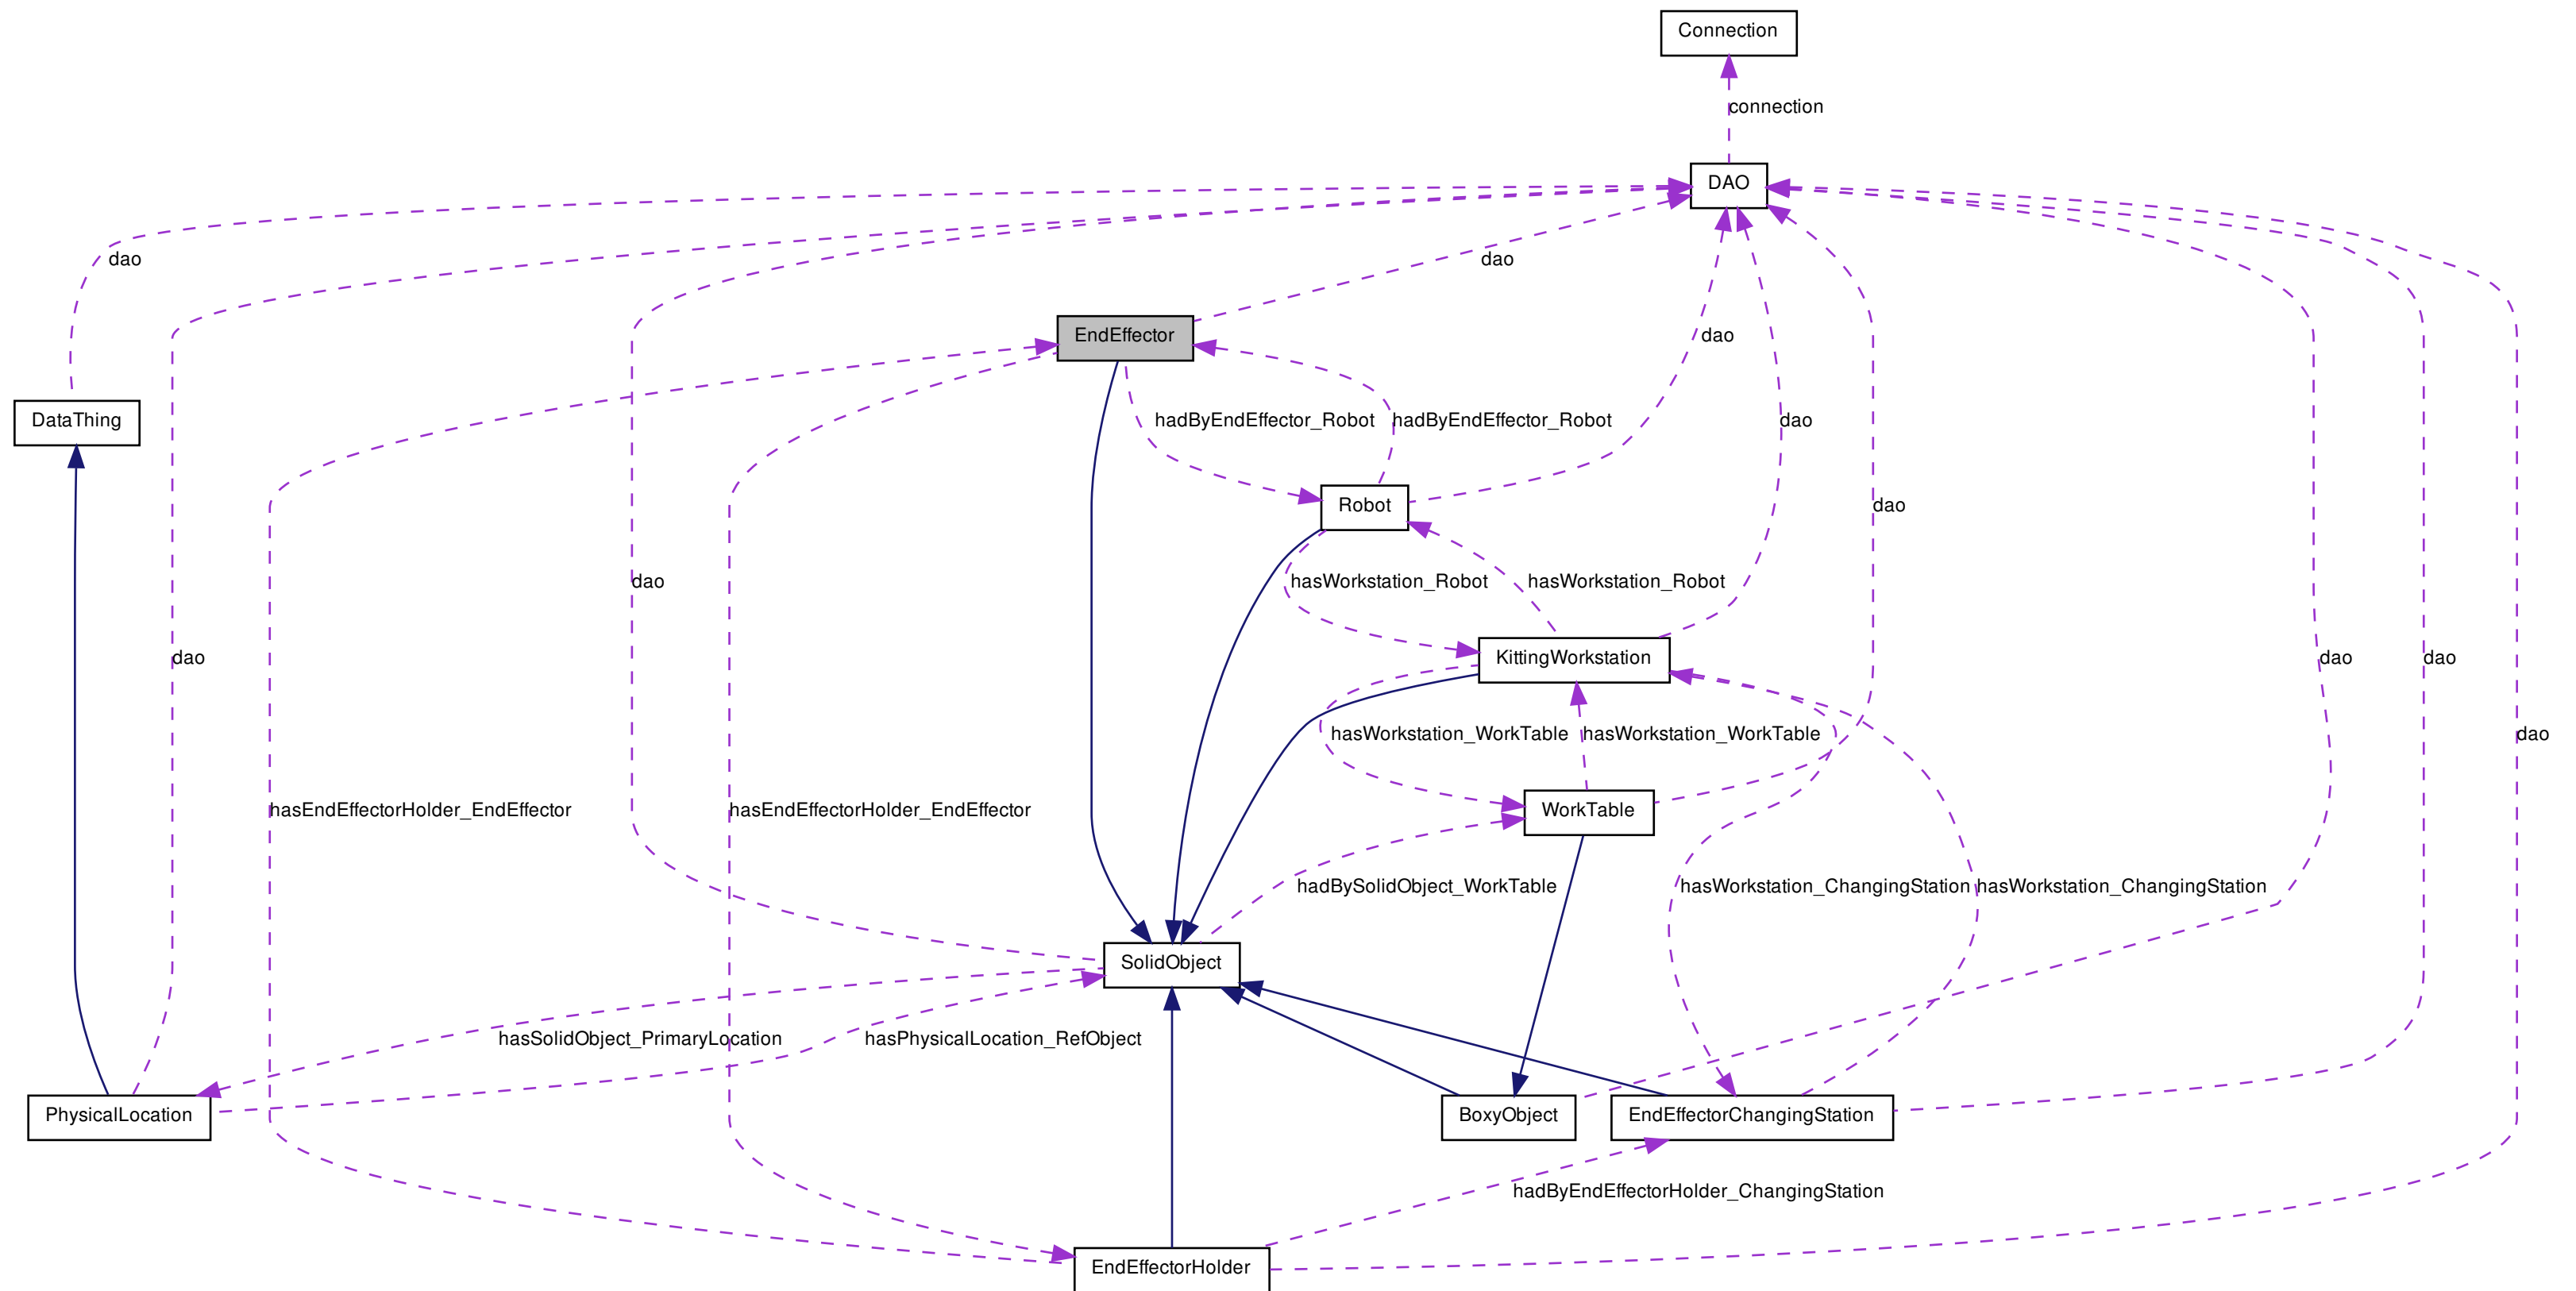 Connection
connection
DAO
dao
dao
EndEffector
dao
DataThing
hadByEndEffector_Robot
hadByEndEffector_Robot
dao
Robot
dao
dao
hasWorkstation_Robot
hasWorkstation_Robot
dao
KittingWorkstation
dao
dao
hasWorkstation_WorkTable
hasWorkstation_WorkTable
dao
hasEndEffectorHolder_EndEffector
hasEndEffectorHolder_EndEffector
WorkTable
hadBySolidObject_WorkTable
hasWorkstation_ChangingStation
hasWorkstation_ChangingStation
SolidObject
hasSolidObject_PrimaryLocation
hasPhysicalLocation_RefObject
PhysicalLocation
BoxyObject
EndEffectorChangingStation
hadByEndEffectorHolder_ChangingStation
EndEffectorHolder